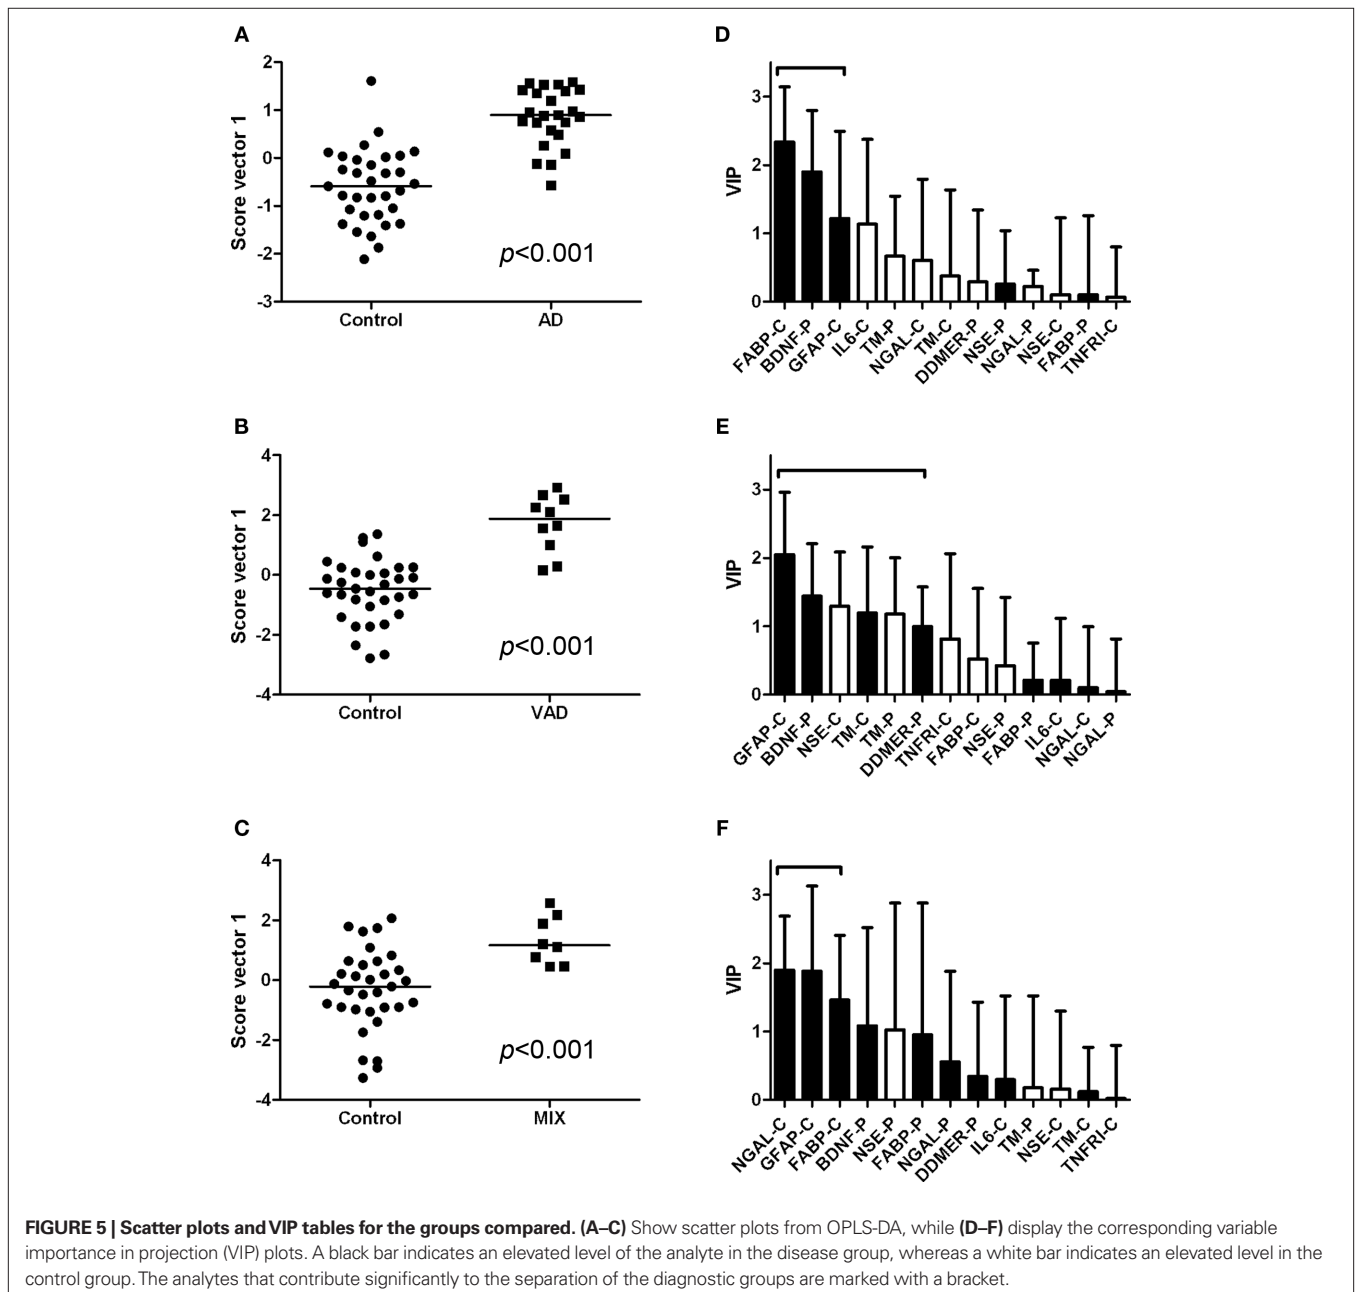 A
2
1
0
-1
-2
-3
Score vector 1
p<0.001
Control AD
D
3
2
1
0
VIP
FABP-C BDNF-P GFAP-C IL6-C TM-P NGAL-C TM-C DDMER-P NSE-P NGAL-P NSE-C FABP-P TNFRI-C
B
4
2
0
-2
-4
Score vector 1
p<0.001
Control VAD
E
3
2
1
0
VIP
GFAP-C BDNF-P NSE-C TM-C TM-P DDMER-P TNFRI-C FABP-C NSE-P FABP-P IL6-C NGAL-C NGAL-P
C
4
2
0
-2
-4
Score vector 1
p<0.001
Control MIX
F
3
2
1
0
VIP
NGAL-C GFAP-C FABP-C BDNF-P NSE-P FABP-P NGAL-P DDMER-P IL6-C TM-P NSE-C TM-C TNFRI-C
FIGURE 5 | Scatter plots and VIP tables for the groups compared. (A–C) Show scatter plots from OPLS-DA, while (D–F) display the corresponding variable
importance in projection (VIP) plots. A black bar indicates an elevated level of the analyte in the disease group, whereas a white bar indicates an elevated level in the
control group. The analytes that contribute significantly to the separation of the diagnostic groups are marked with a bracket.